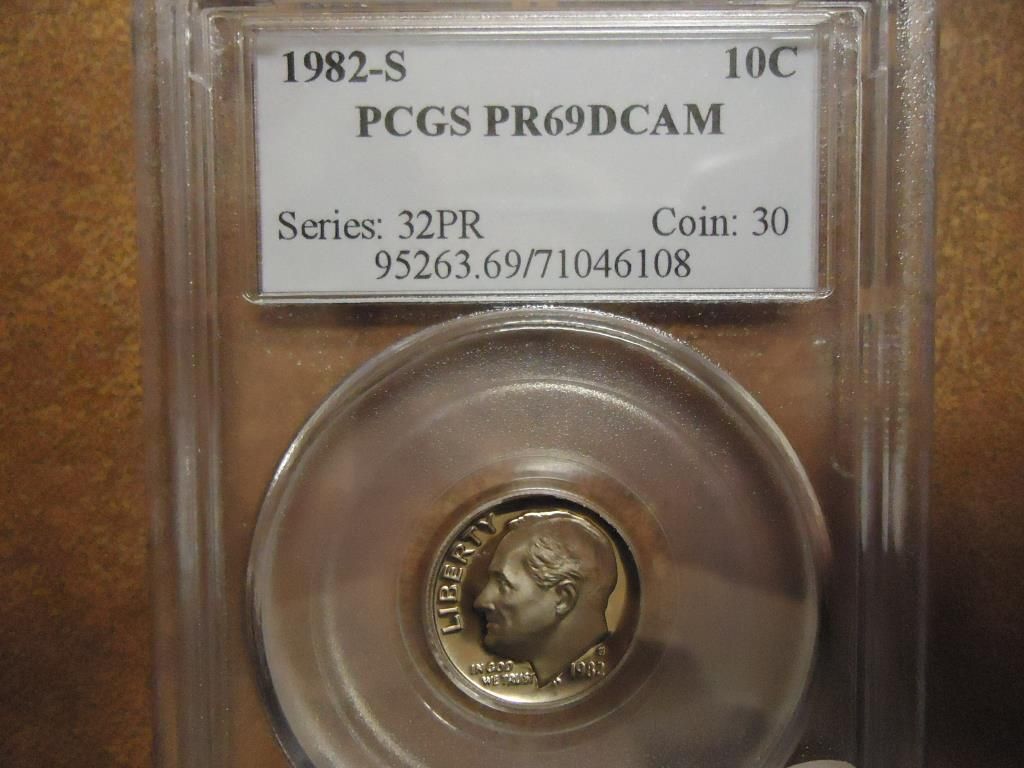 1982-S 10C
PCGS PR69DCAM
Series: 32PR Coin: 30
95263.69/71046108
LIBERTY
IN GOD
WE TRUST
S
1982